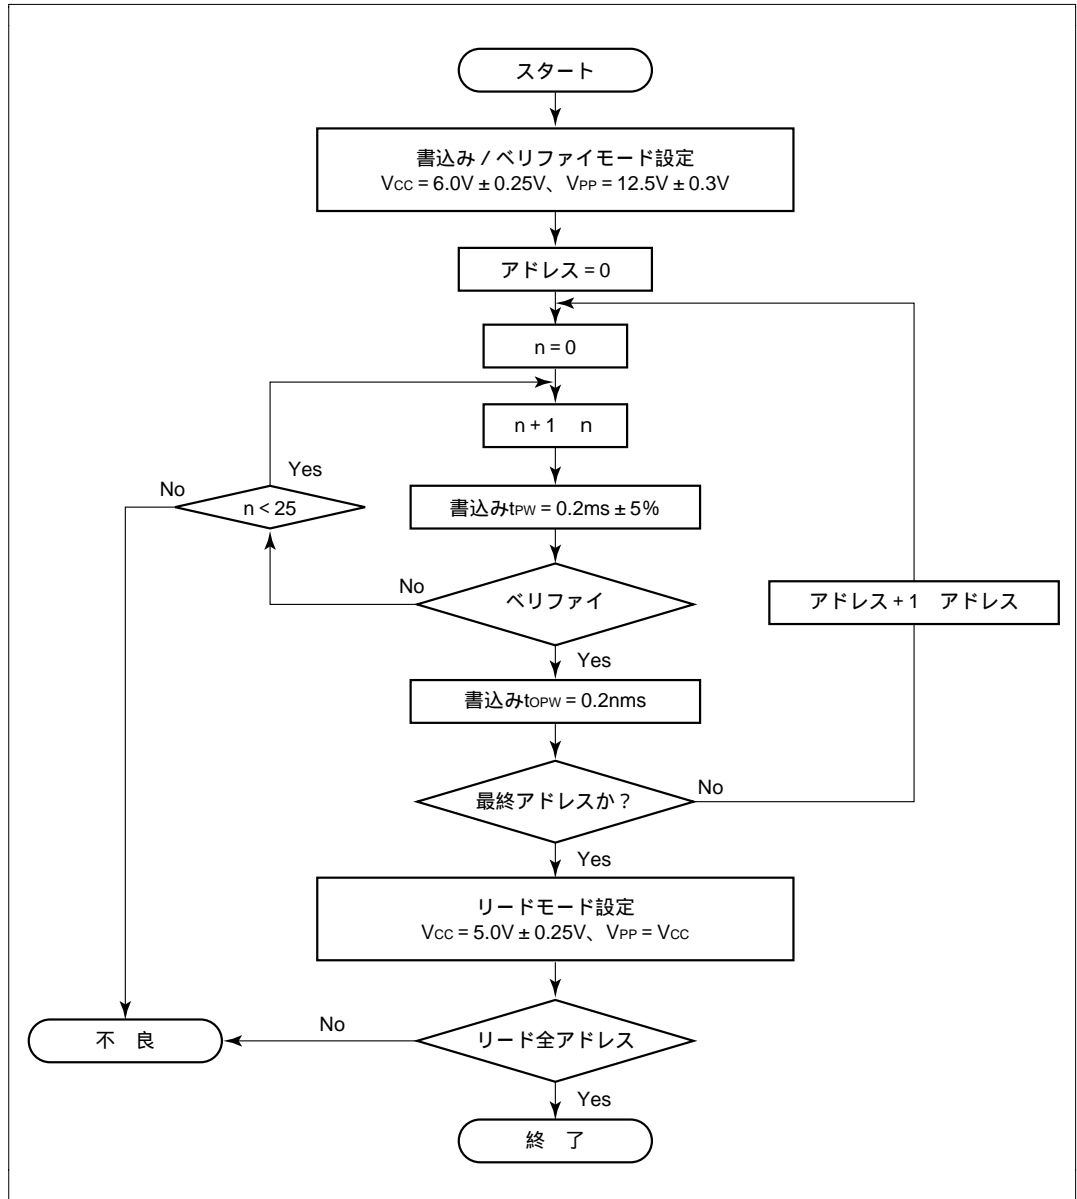 スタート
書込み / ベリファイモード設定
VCC = 6.0V ± 0.25V、VPP = 12.5V ± 0.3V
アドレス = 0
n = 0
n + 1　n
Yes
No
n < 25
書込みtPW = 0.2ms ± 5%
No
ベリファイ
アドレス + 1　アドレス
Yes
書込みtOPW = 0.2nms
最終アドレスか？
No
Yes
リードモード設定
VCC = 5.0V ± 0.25V、VPP = VCC
不　良
No
リード全アドレス
Yes
終　了